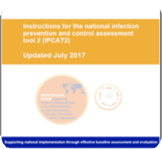 Instructions for the national infection
prevention and control assessment
tool 2 (IPCAT2)
Updated July 2017
Supporting national implementation through effective baseline assessment and evaluation